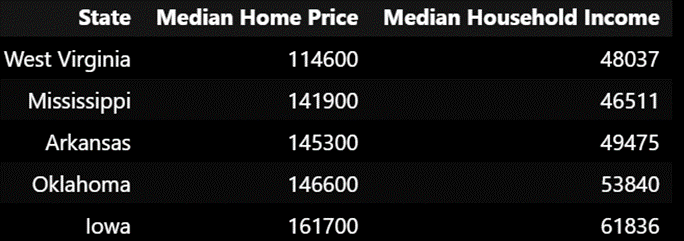 State Median Home Price Median Household Income
West Virginia 114600 48037
Mississippi 141900 46511
Arkansas 145300 49475
Oklahoma 146600 53840
Iowa 161700 61836